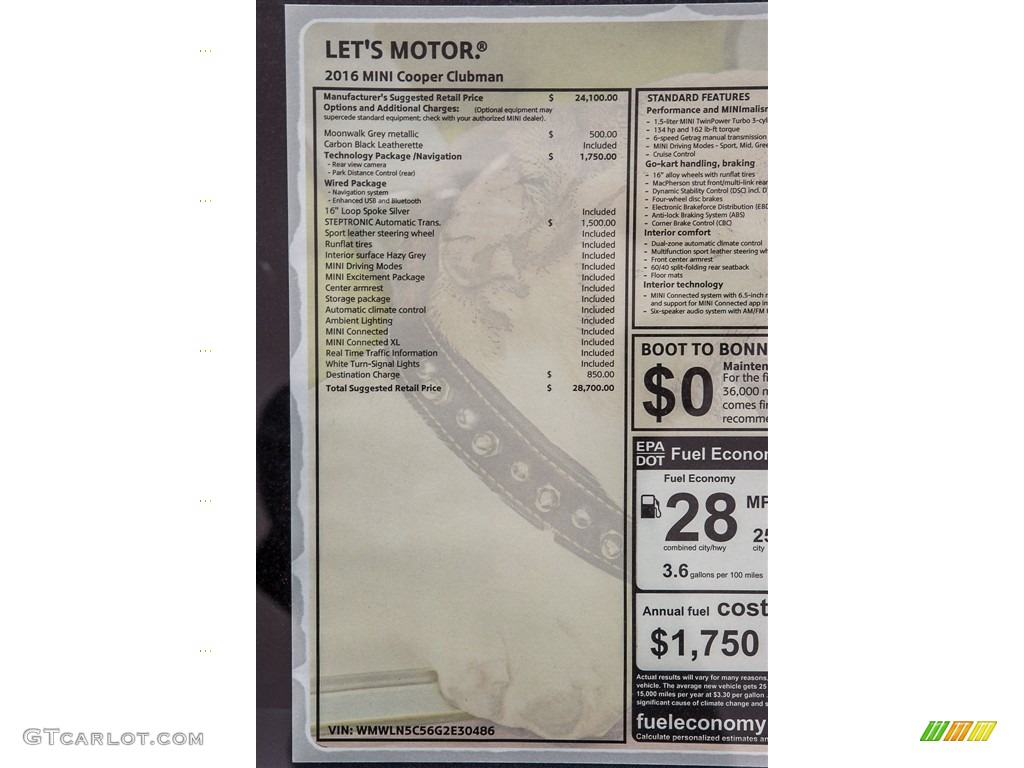 LET'S MOTOR.®
2016 MINI Cooper Clubman
Manufacturer's Suggested Retail Price $ 24,100.00
Options and Additional Charges: (Optional equipment may
supercede standard equipment; check with your authorized MINI dealer).
Moonwalk Grey metallic $ 500.00
Carbon Black Leatherette Included
Technology Package /Navigation $ 1,750.00
- Rear view camera
- Park Distance Control (rear)
Wired Package
- Navigation system
- Enhanced USB and Bluetooth
16" Loop Spoke Silver Included
STEPTRONIC Automatic Trans. $ 1,500.00
Sport leather steering wheel Included
Runflat tires Included
Interior surface Hazy Grey Included
MINI Driving Modes Included
MINI Excitement Package Included
Center armrest Included
Storage package Included
Automatic climate control Included
Ambient Lighting Included
MINI Connected Included
MINI Connected XL Included
Real Time Traffic Information Included
White Turn-Signal Lights Included
Destination Charge $ 850.00
Total Suggested Retail Price $ 28,700.00
VIN: WMWLN5C56G2E30486
STANDARD FEATURES
Performance and MINImalism
- 1.5-liter MINI TwinPower Turbo 3-cyl
- 134 hp and 162 lb-ft torque
- 6-speed Getrag manual transmission
- MINI Driving Modes - Sport, Mid, Gree
- Cruise Control
Go-kart handling, braking
- 16" alloy wheels with runflat tires
- MacPherson strut front/multi-link rear
- Dynamic Stability Control (DSC) incl. D
- Four-wheel disc brakes
- Electronic Brakeforce Distribution (EBD
- Anti-lock Braking System (ABS)
- Corner Brake Control (CBC)
Interior comfort
- Dual-zone automatic climate control
- Multifunction sport leather steering wh
- Front center armrest
- 60/40 split-folding rear seatback
- Floor mats
Interior technology
- MINI Connected system with 6.5-inch
and support for MINI Connected app in
- Six-speaker audio system with AM/FM
BOOT TO BONN
$0
Mainten
For the fi
36,000 m
comes fir
recomme
EPA
DOT
Fuel Econor
Fuel Economy
28
MP
combined city/hwy
25
city
3.6 gallons per 100 miles
Annual fuel cost
$1,750
Actual results will vary for many reasons,
vehicle. The average new vehicle gets 25
15,000 miles per year at $3.30 per gallon
significant cause of climate change and s
fueleconomy
Calculate personalized estimates an
GTCARLOT.COM